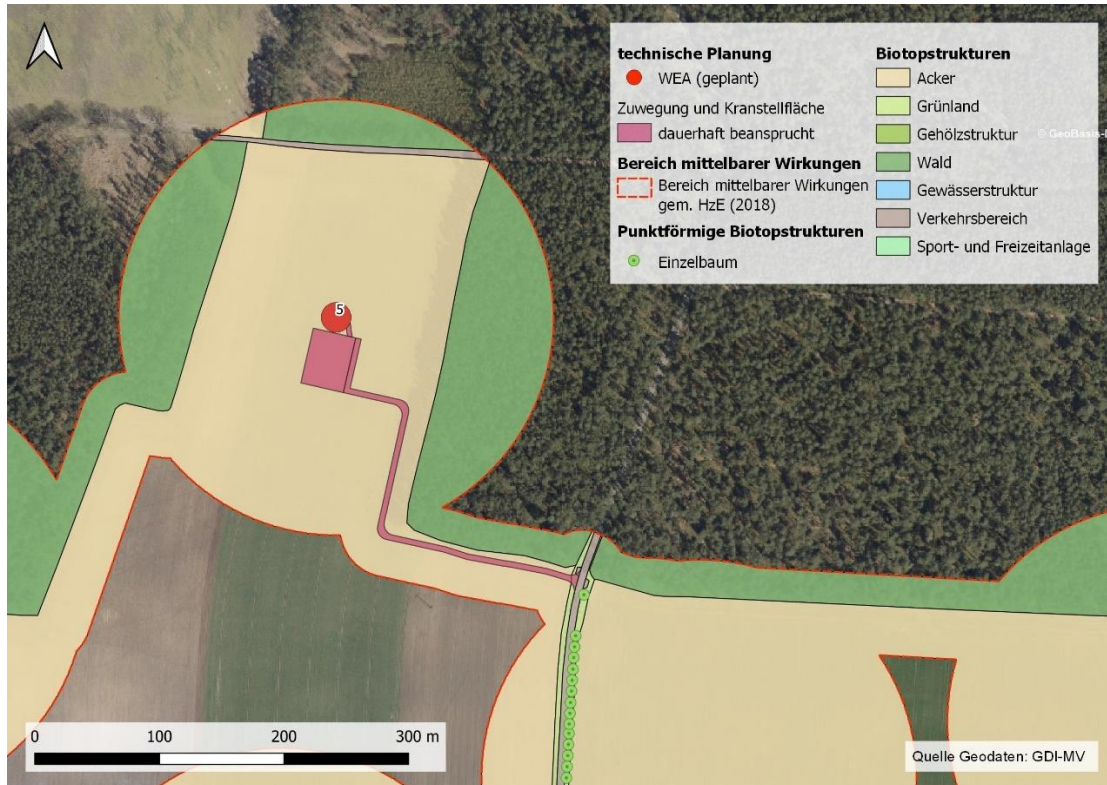 technische Planung
WEA (geplant)
Zuwegung und Kranstellfläche
dauerhaft beansprucht
Bereich mittelbarer Wirkungen
Bereich mittelbarer Wirkungen
gem. HzE (2018)
Punktförmige Biotopstrukturen
Einzelbaum
Biotopstrukturen
Acker
Grünland
Gehölzstruktur
Wald
Gewässerstruktur
Verkehrsbereich
Sport- und Freizeitanlage
5
0 100 200 300 m
Quelle Geodaten: GDI-MV